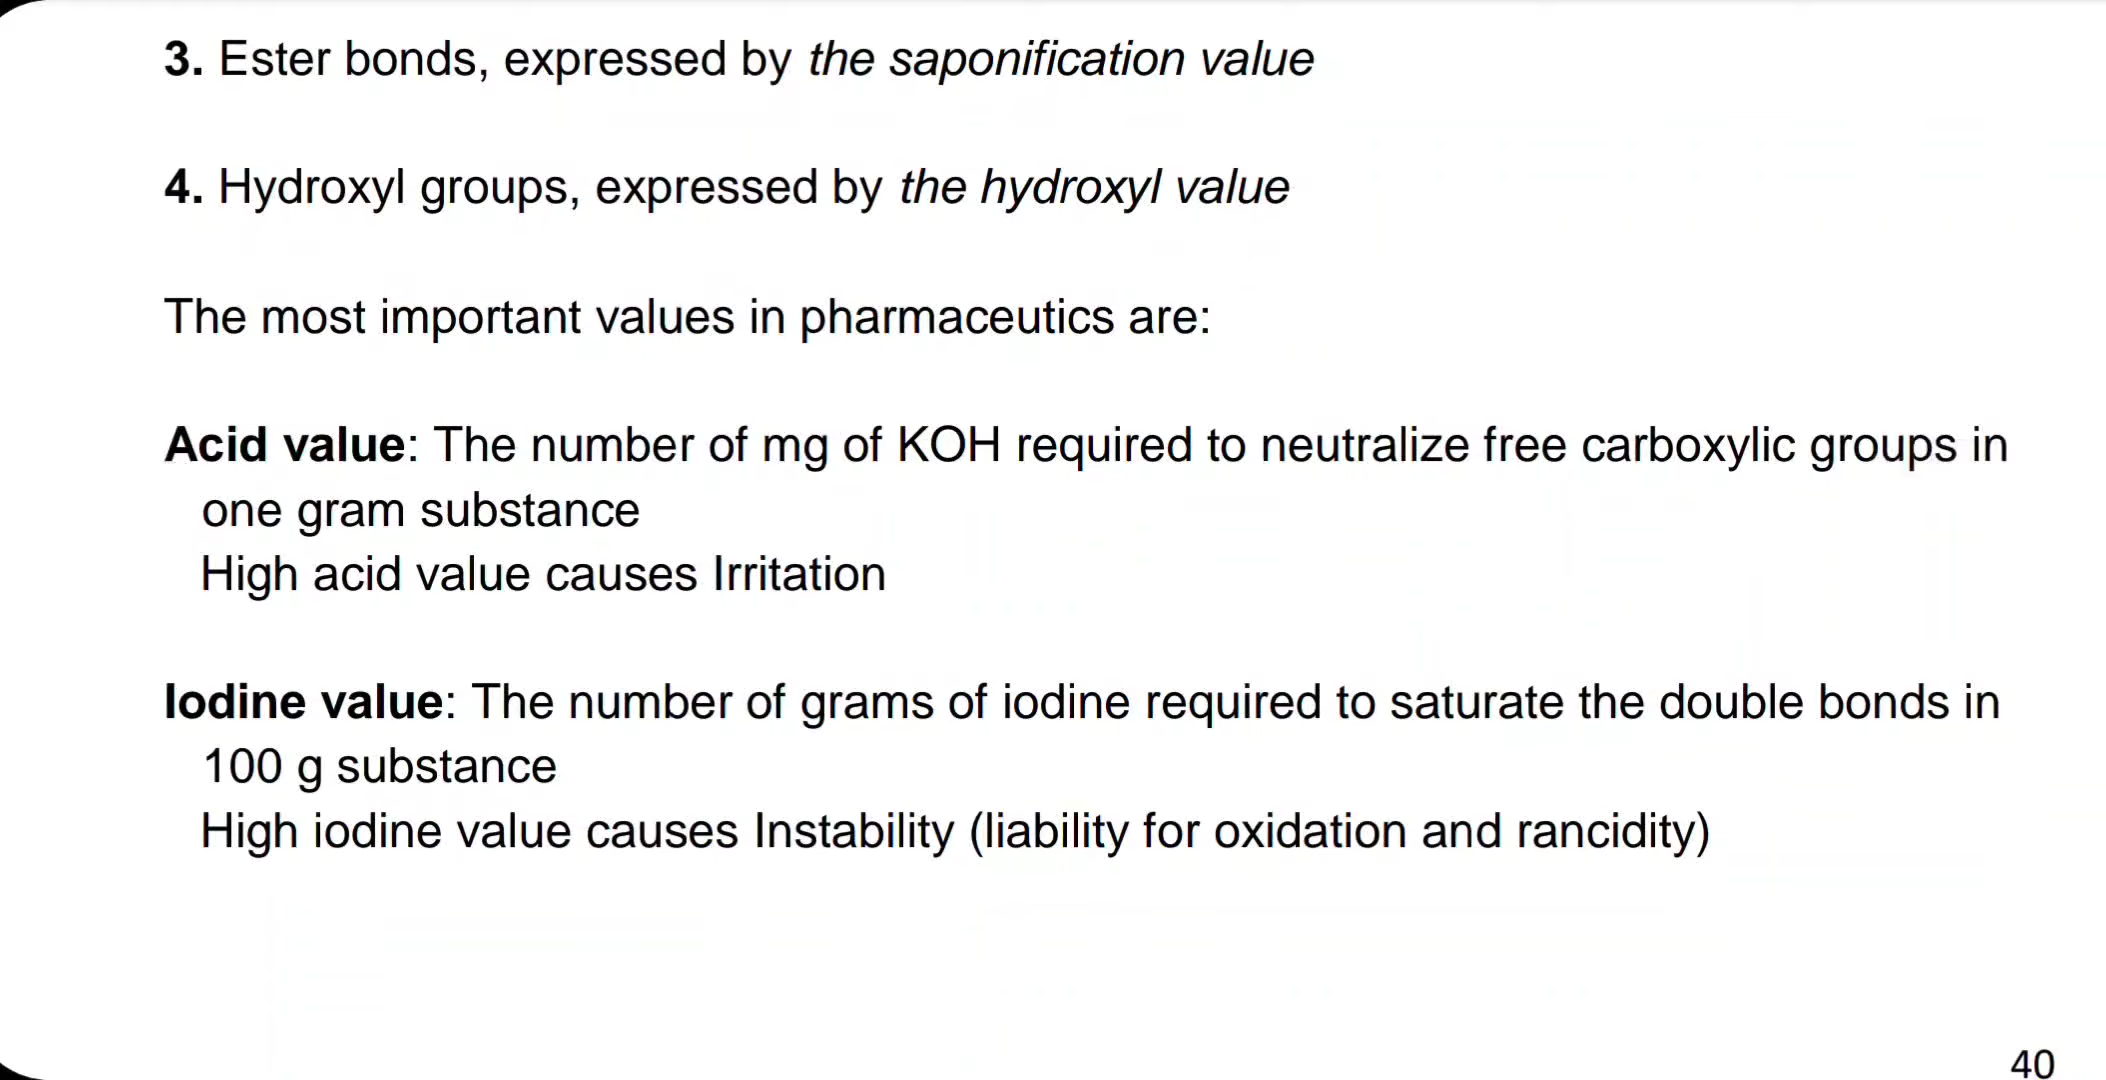 3. Ester bonds, expressed by the saponification value
4. Hydroxyl groups, expressed by the hydroxyl value
The most important values in pharmaceutics are:
Acid value: The number of mg of KOH required to neutralize free carboxylic groups in
one gram substance
High acid value causes Irritation
Iodine value: The number of grams of iodine required to saturate the double bonds in
100 g substance
High iodine value causes Instability (liability for oxidation and rancidity)
40